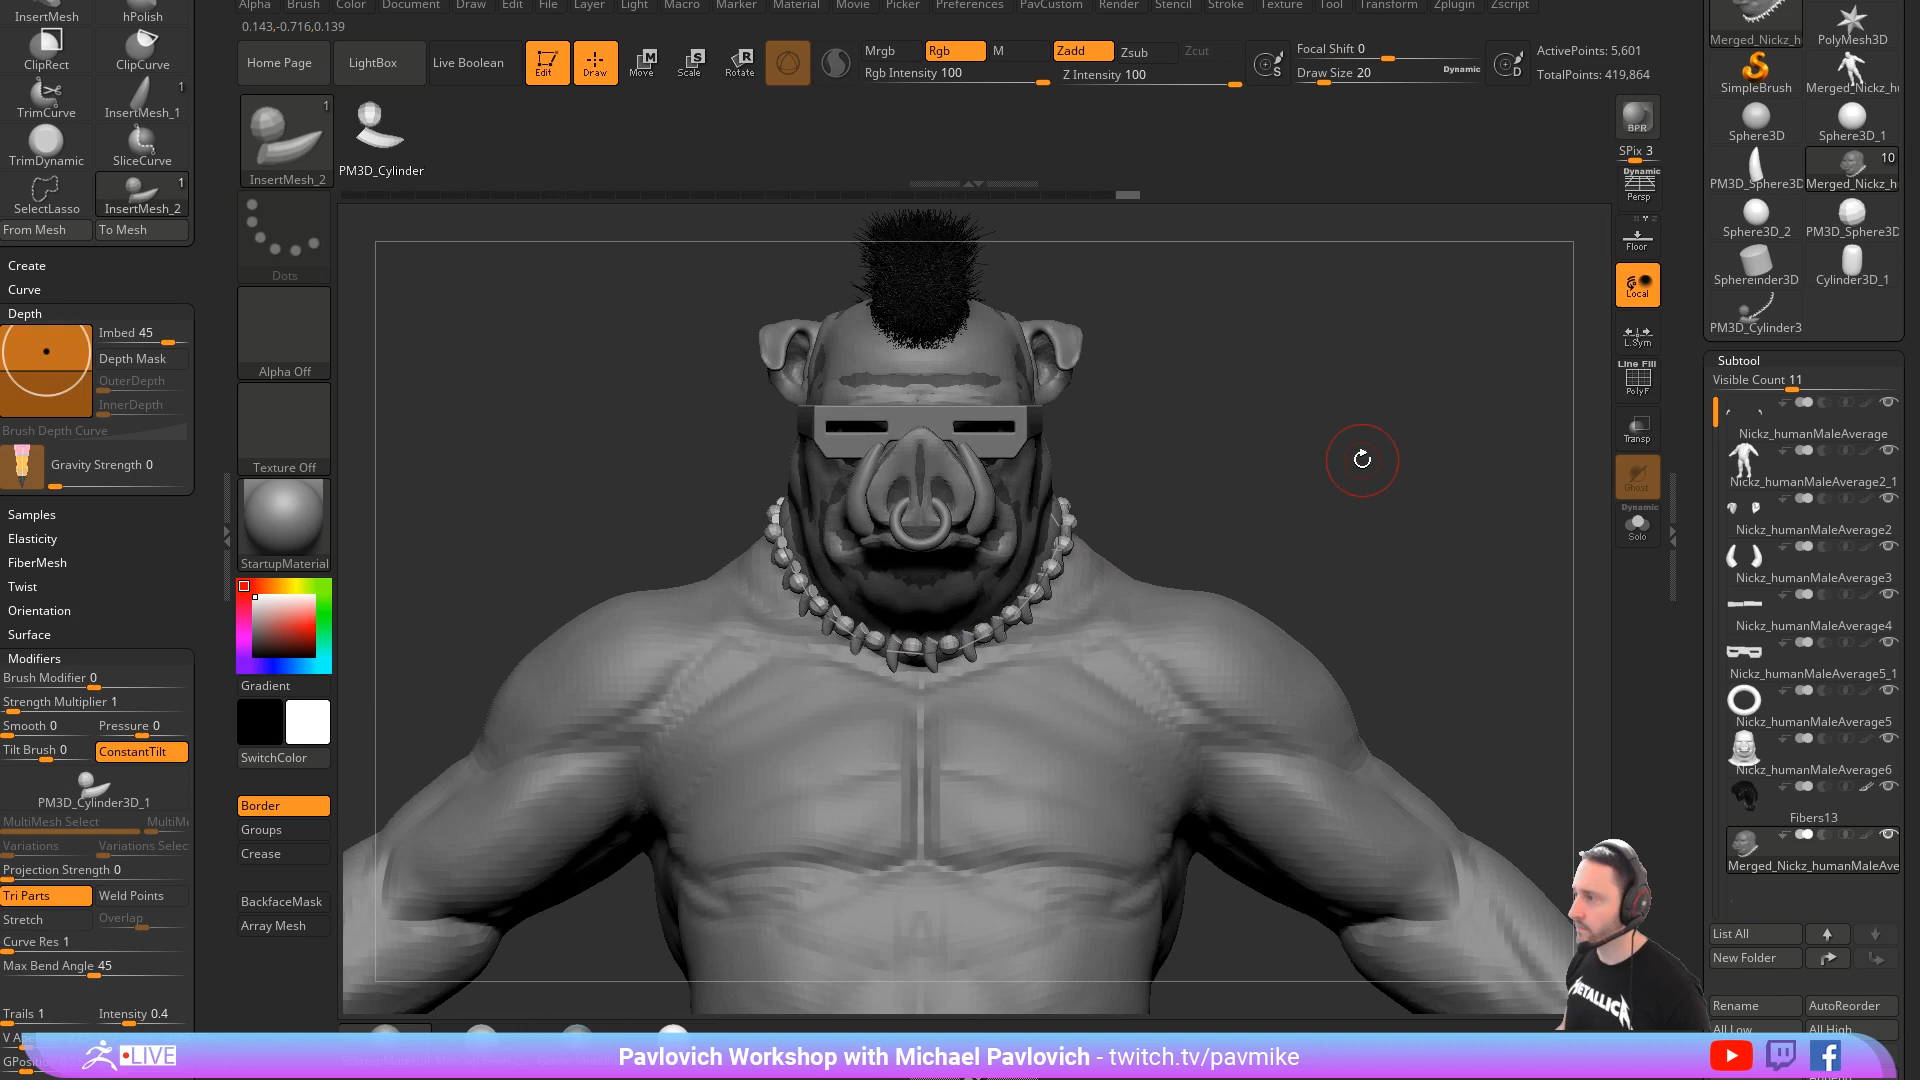 Alpha Brush Color Document Draw Edit File Layer Light Macro Marker Material Movie Picker Preferences PavCustom Render Stencil Stroke Texture Tool Transform Zplugin Zscript
0.143,-0.716,0.139
Home Page
LightBox
Live Boolean
Edit
Draw
Move
Scale
Rotate
Mrgb
Rgb
M
Rgb Intensity 100
Zadd
Zsub
Zcut
Z Intensity 100
S
Focal Shift 0
Draw Size 20
Dynamic
D
ActivePoints: 5,601
TotalPoints: 419,864
InsertMesh
hPolish
ClipRect
ClipCurve
TrimCurve
1
InsertMesh_1
TrimDynamic
SliceCurve
SelectLasso
1
InsertMesh_2
From Mesh
To Mesh
Create
Curve
Depth
Imbed 45
Depth Mask
OuterDepth
InnerDepth
Brush Depth Curve
Gravity Strength 0
Samples
Elasticity
FiberMesh
Twist
Orientation
Surface
Modifiers
Brush Modifier 0
Strength Multiplier 1
Smooth 0
Pressure 0
Tilt Brush 0
ConstantTilt
PM3D_Cylinder3D_1
MultiMesh Select
Variations
Variations Selec
Projection Strength 0
Tri Parts
Weld Points
Stretch
Overlap
Curve Res 1
Max Bend Angle 45
Trails 1
Intensity 0.4
1
InsertMesh_2
PM3D_Cylinder
Dots
Alpha Off
Texture Off
StartupMaterial
Gradient
SwitchColor
Border
Groups
Crease
BackfaceMask
Array Mesh
BPR
SPix 3
Dynamic
Persp
Floor
Local
L.Sym
Line Fill
PolyF
Transp
Ghost
Dynamic
Solo
Merged_Nickz_h
PolyMesh3D
SimpleBrush
Merged_Nickz_h
Sphere3D
Sphere3D_1
PM3D_Sphere3D
10
Merged_Nickz_h
Sphere3D_2
PM3D_Sphere3D
Sphereinder3D
Cylinder3D_1
PM3D_Cylinder3
Subtool
Visible Count 11
Nickz_humanMaleAverage
Nickz_humanMaleAverage2_1
Nickz_humanMaleAverage2
Nickz_humanMaleAverage3
Nickz_humanMaleAverage4
Nickz_humanMaleAverage5_1
Nickz_humanMaleAverage5
Nickz_humanMaleAverage6
Fibers13
Merged_Nickz_humanMaleAve
List All
New Folder
Rename
AutoReorder
All Low
All High
METALLICA
LIVE
Pavlovich Workshop with Michael Pavlovich - twitch.tv/pavmike